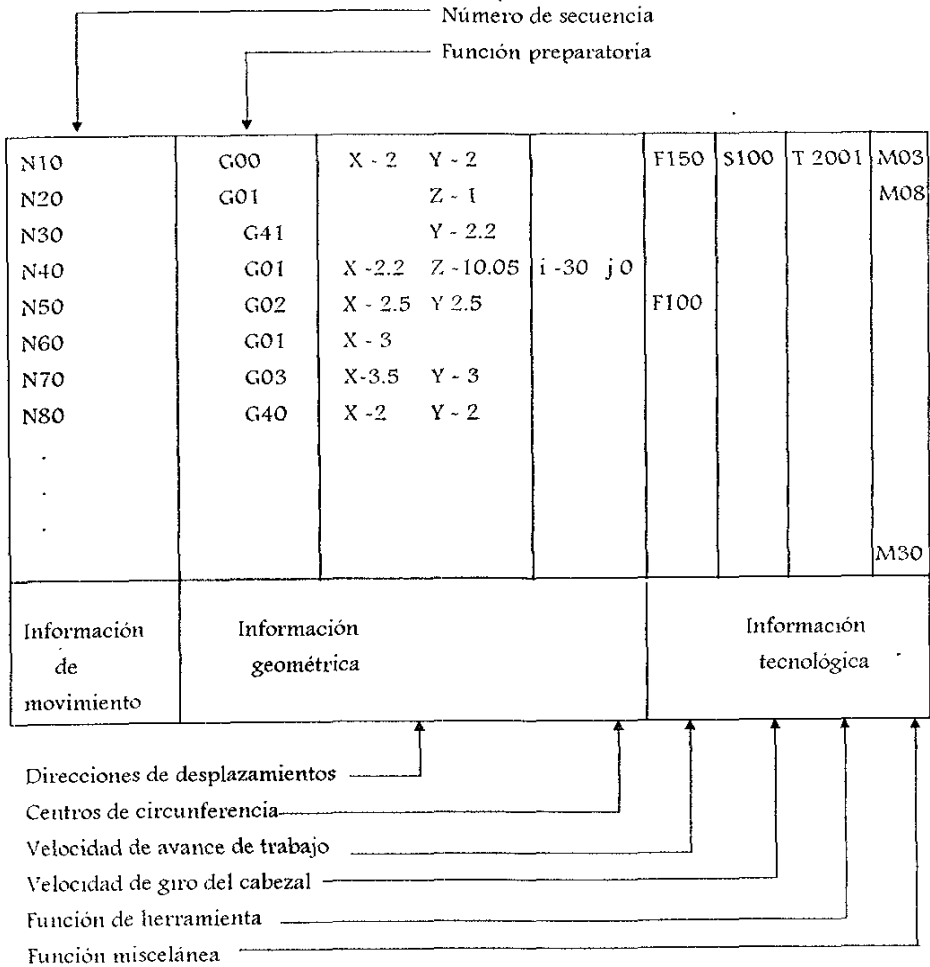 Número de secuencia
Función preparatoria
N10 G00 X - 2 Y - 2 F150 S100 T 2001 M03
N20 G01 Z - 1 M08
N30 G41 Y - 2.2
N40 G01 X -2.2 Z -10.05 i -30 j 0
N50 G02 X - 2.5 Y 2.5 F100
N60 G01 X - 3
N70 G03 X-3.5 Y - 3
N80 G40 X -2 Y - 2
.
.
.
M30
Información Información Información
de geométrica tecnológica
movimiento
Direcciones de desplazamientos
Centros de circunferencia
Velocidad de avance de trabajo
Velocidad de giro del cabezal
Función de herramienta
Función miscelánea